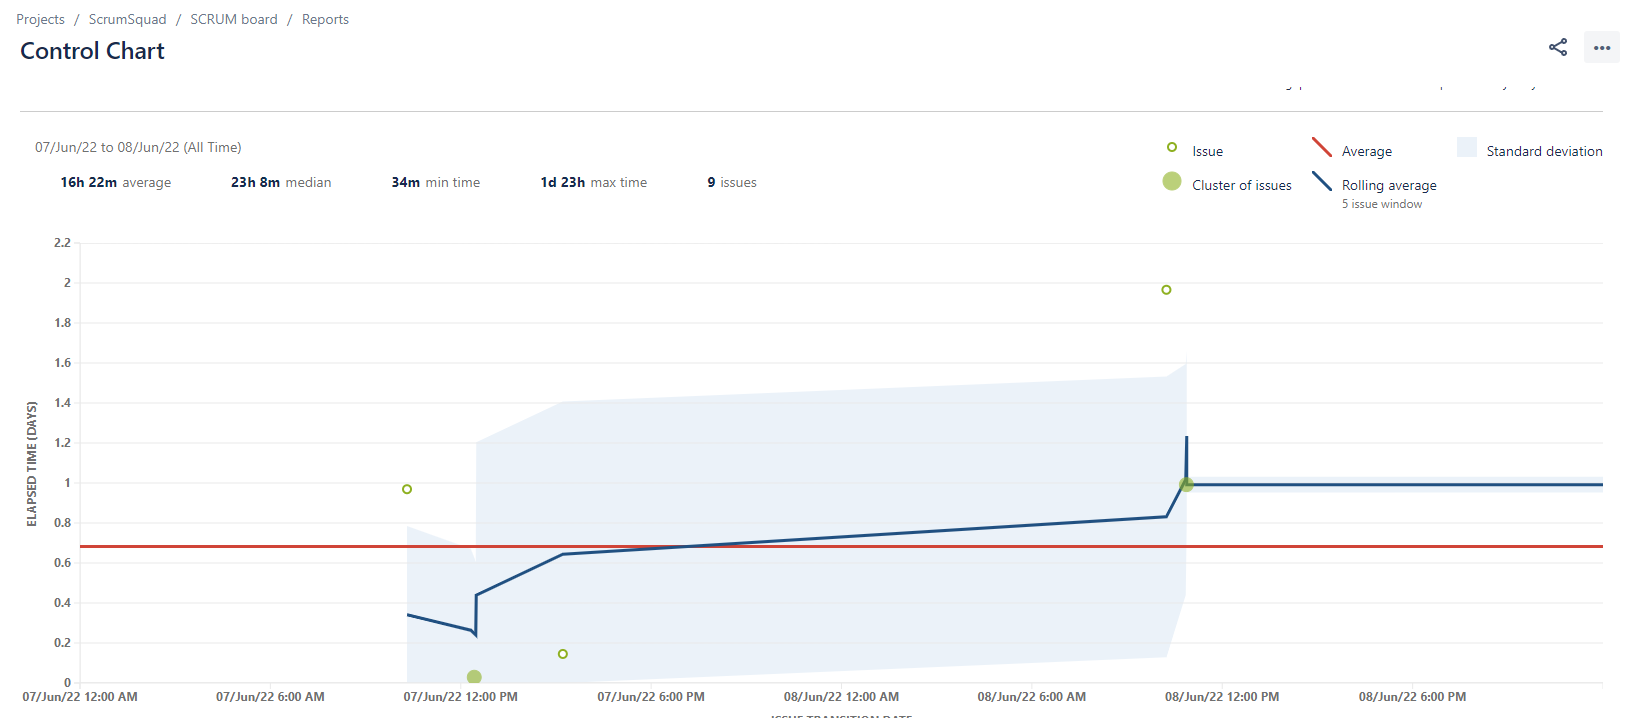 Projects / ScrumSquad / SCRUM board / Reports
Control Chart
07/Jun/22 to 08/Jun/22 (All Time)
16h 22m average 23h 8m median 34m min time 1d 23h max time 9 issues
Issue Average Standard deviation
Cluster of issues Rolling average
5 issue window
2.2
2
1.8
1.6
1.4
1.2
1
0.8
0.6
0.4
0.2
0
ELAPSED TIME (DAYS)
07/Jun/22 12:00 AM 07/Jun/22 6:00 AM 07/Jun/22 12:00 PM 07/Jun/22 6:00 PM 08/Jun/22 12:00 AM 08/Jun/22 6:00 AM 08/Jun/22 12:00 PM 08/Jun/22 6:00 PM
ISSUE TRANSITION DATE